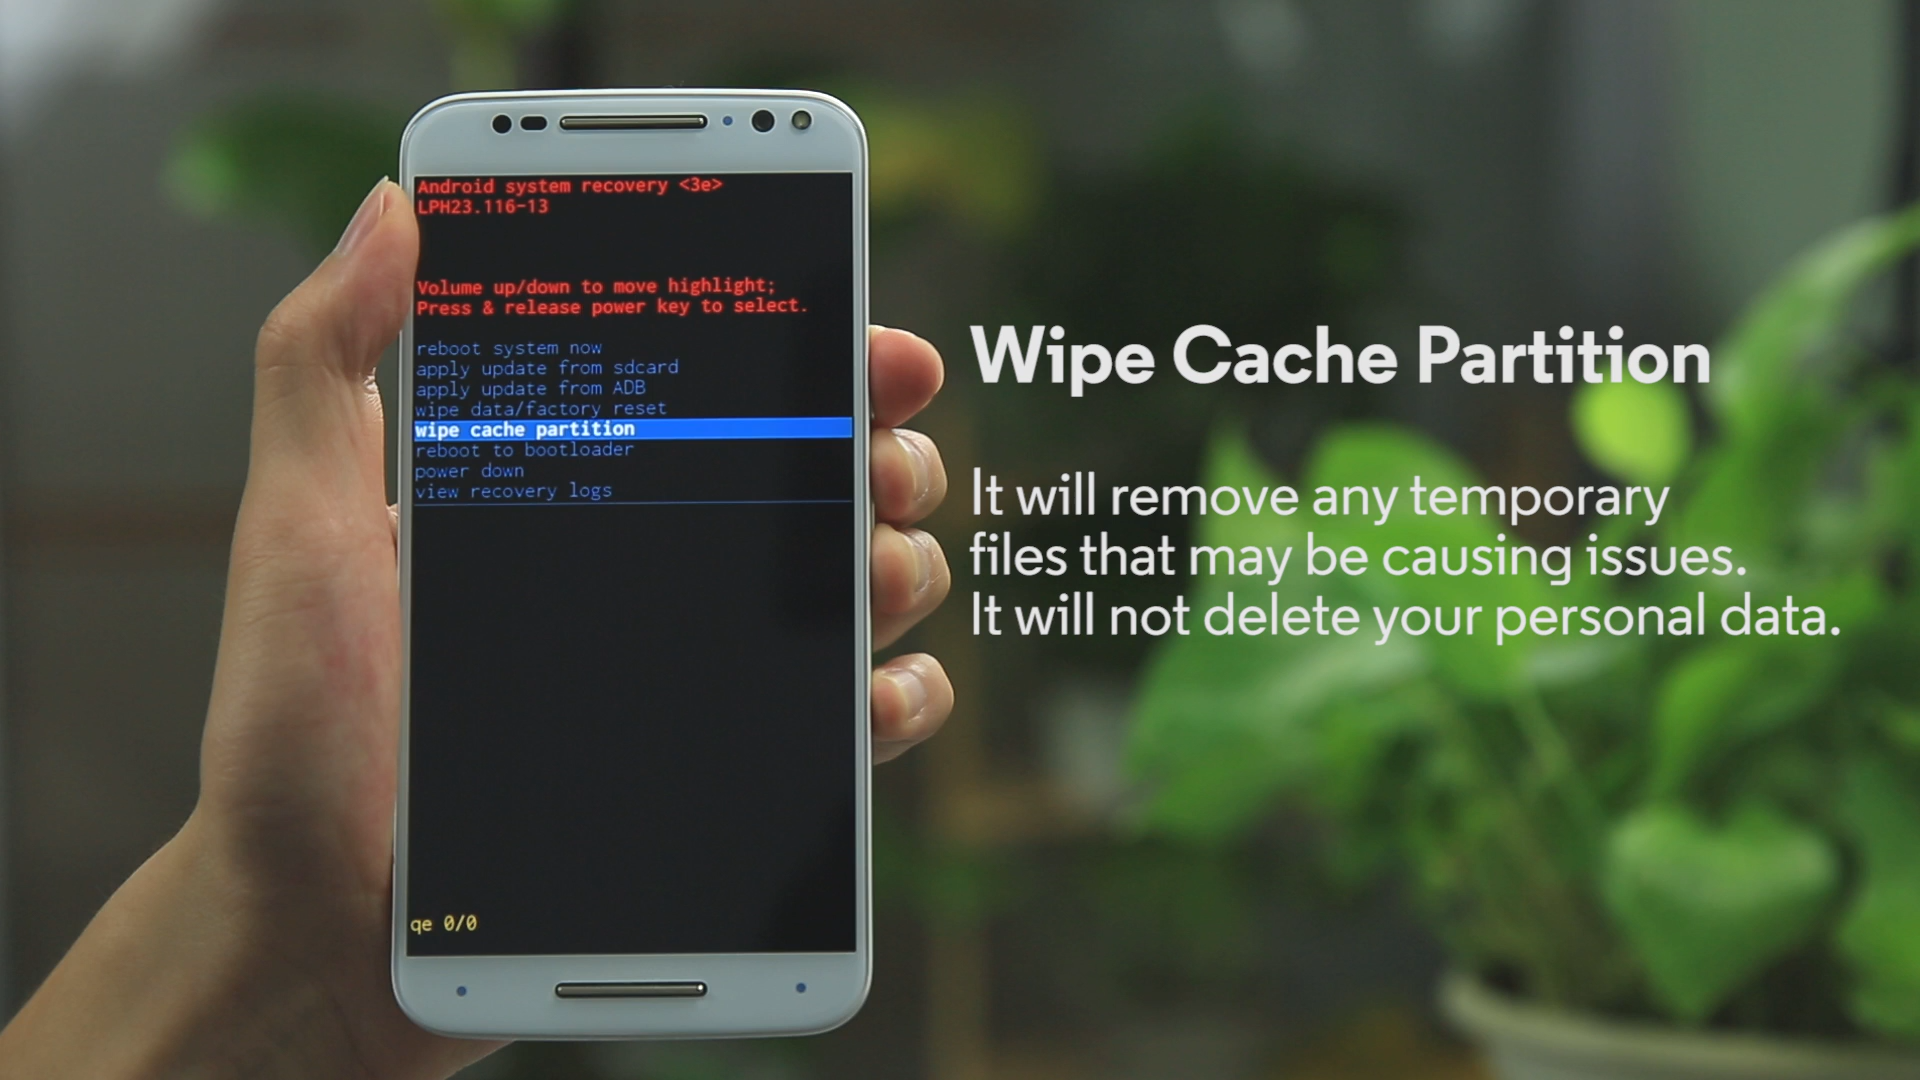 Android system recovery <3e>
LPH23.116-13
Volume up/down to move highlight;
Press & release power key to select.
reboot system now
apply update from sdcard
apply update from ADB
wipe data/factory reset
wipe cache partition
reboot to bootloader
power down
view recovery logs
qe 0/0
Wipe Cache Partition
It will remove any temporary
files that may be causing issues.
It will not delete your personal data.